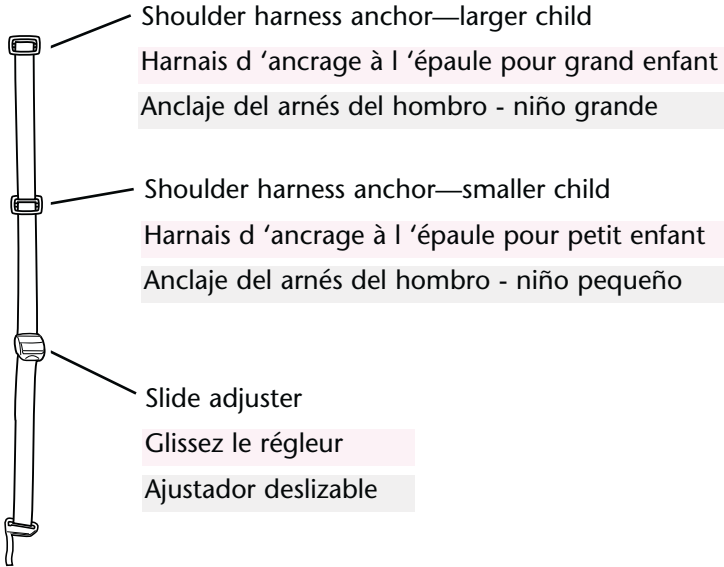 Shoulder harness anchor—larger child
Harnais d ‘ancrage à l ‘épaule pour grand enfant
Anclaje del arnés del hombro - niño grande
Shoulder harness anchor—smaller child
Harnais d ‘ancrage à l ‘épaule pour petit enfant
Anclaje del arnés del hombro - niño pequeño
Slide adjuster
Glissez le régleur
Ajustador deslizable